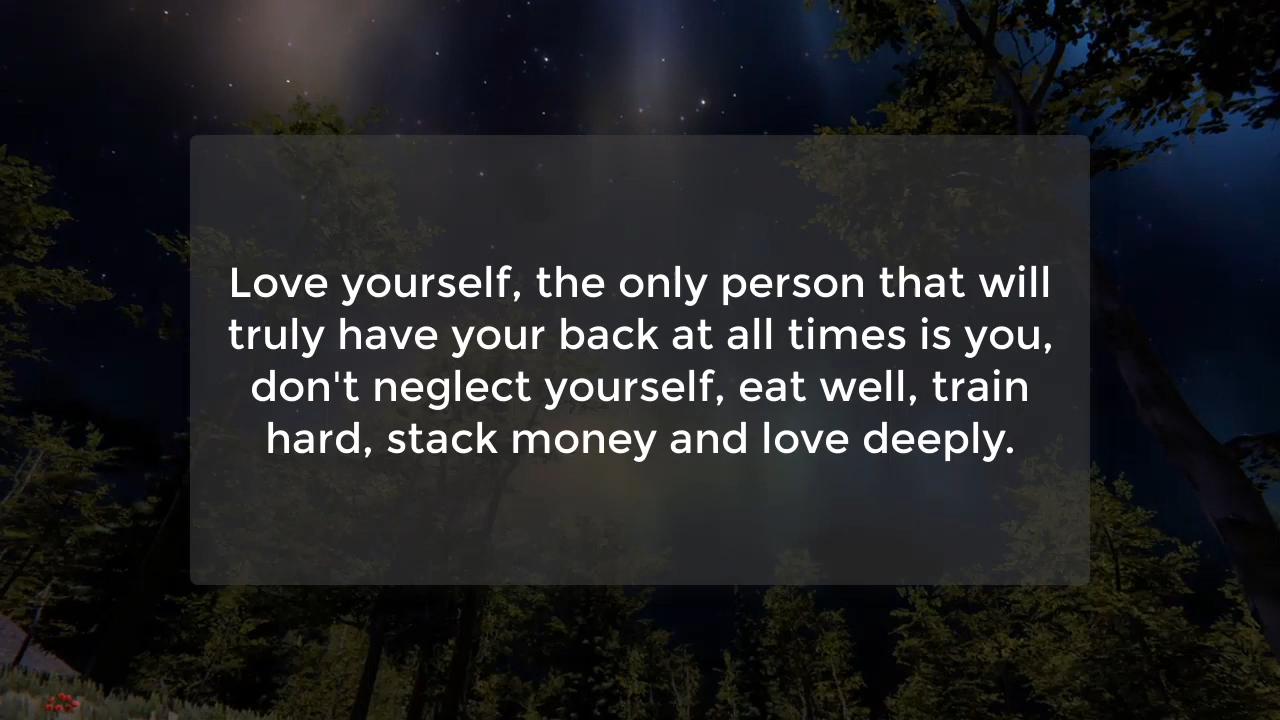 Love yourself, the only person that will
truly have your back at all times is you,
don't neglect yourself, eat well, train
hard, stack money and love deeply.